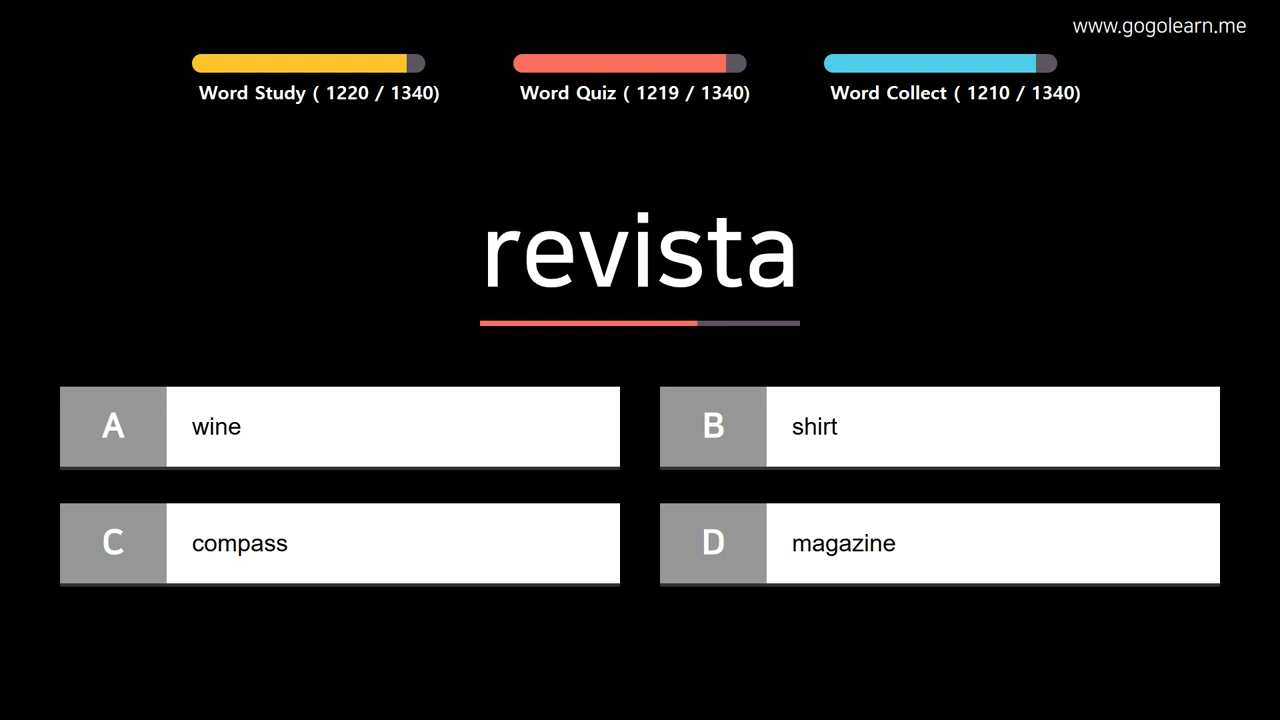 www.gogolearn.me
Word Study ( 1220 / 1340)
Word Quiz ( 1219 / 1340)
Word Collect ( 1210 / 1340)
revista
A wine
B shirt
C compass
D magazine